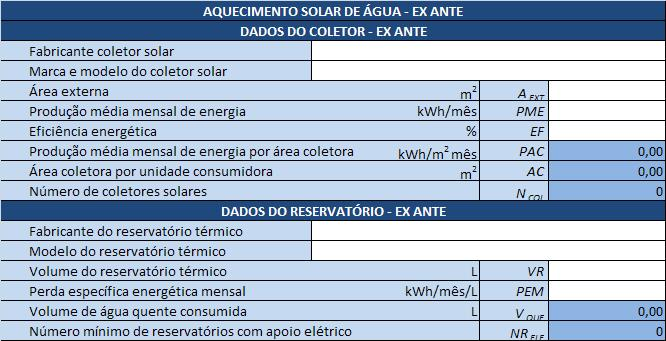 AQUECIMENTO SOLAR DE ÁGUA - EX ANTE
DADOS DO COLETOR - EX ANTE
Fabricante coletor solar
Marca e modelo do coletor solar
Área externa m² A EXT
Produção média mensal de energia kWh/mês PME
Eficiência energética % EF
Produção média mensal de energia por área coletora kWh/m² mês PAC 0,00
Área coletora por unidade consumidora m² AC 0,00
Número de coletores solares N COL 0
DADOS DO RESERVATÓRIO - EX ANTE
Fabricante do reservatório térmico
Modelo do reservatório térmico
Volume do reservatório térmico L VR
Perda específica energética mensal kWh/mês/L PEM
Volume de água quente consumida L V QUE 0,00
Número mínimo de reservatórios com apoio elétrico NR ELE 0